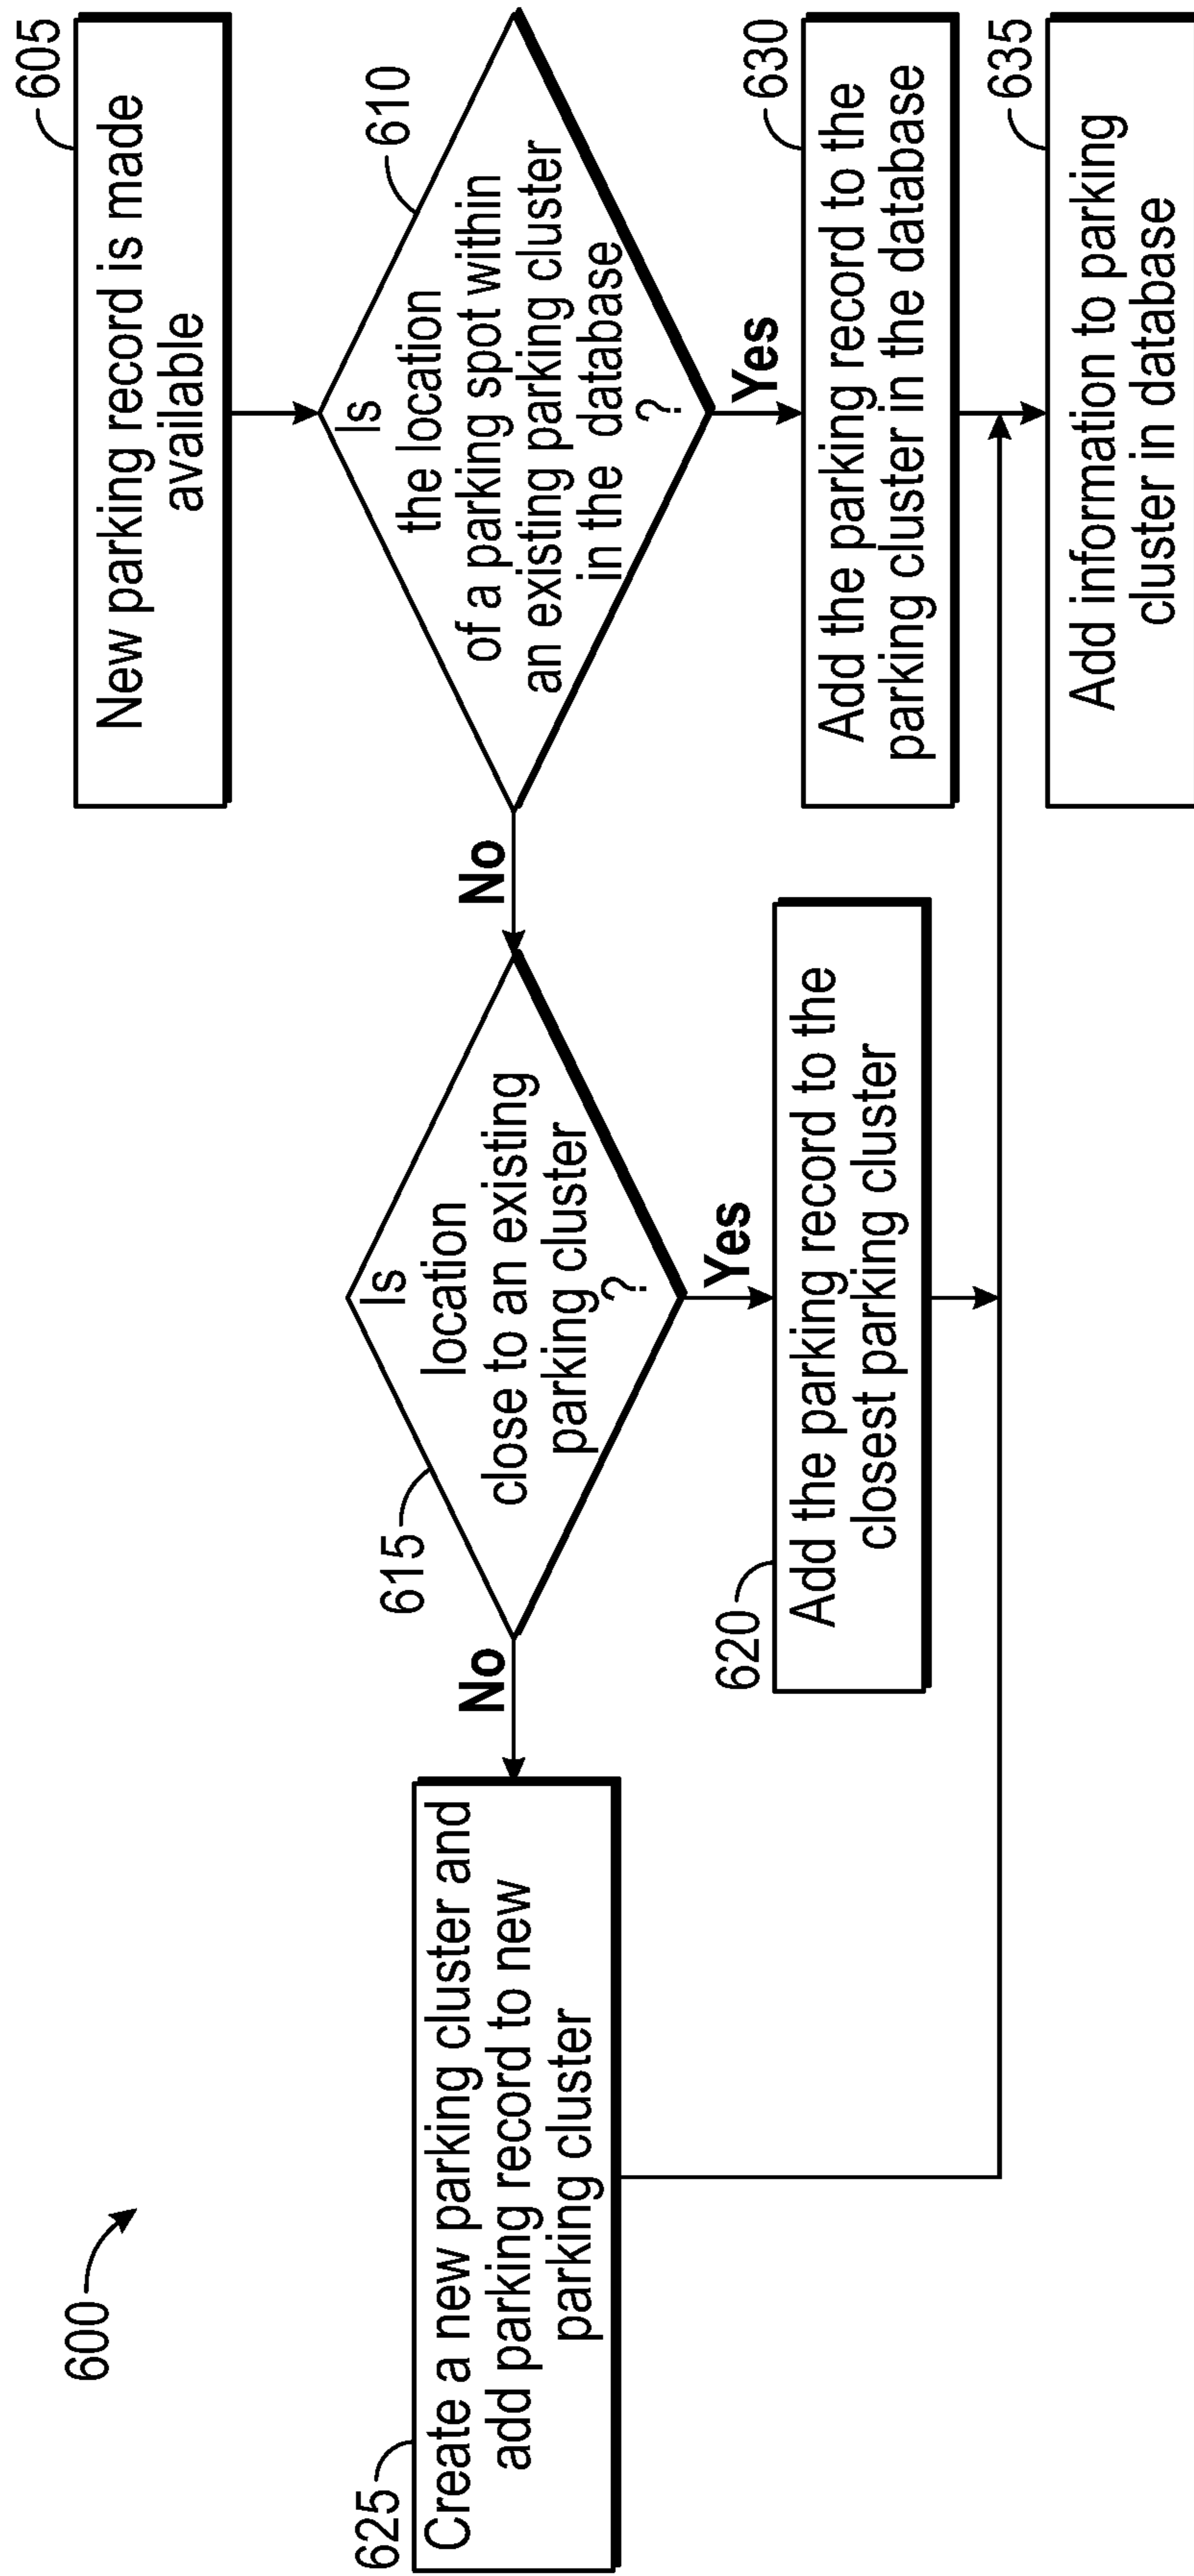 600
605
New parking record is made
available
610
Is
the location
of a parking spot within
an existing parking cluster
in the database
?
No
Yes
615
Is
location
close to an existing
parking cluster
?
No
Yes
625
Create a new parking cluster and
add parking record to new
parking cluster
620
Add the parking record to the
closest parking cluster
630
Add the parking record to the
parking cluster in the database
635
Add information to parking
cluster in database